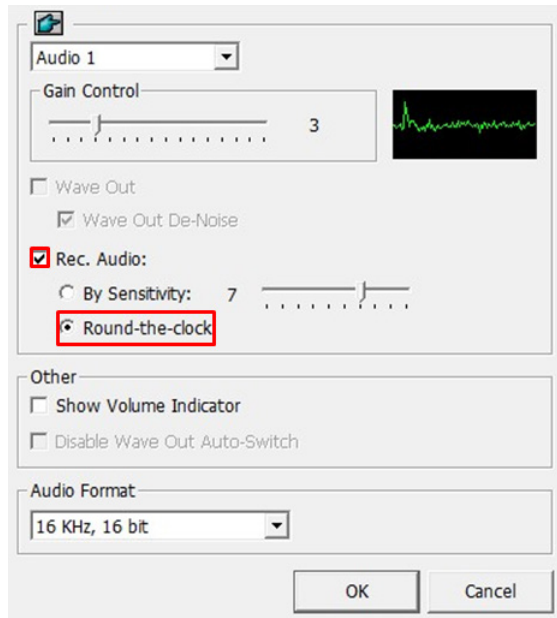 Audio 1
Gain Control
3
Wave Out
Wave Out De-Noise
Rec. Audio:
By Sensitivity: 7
Round-the-clock
Other
Show Volume Indicator
Disable Wave Out Auto-Switch
Audio Format
16 KHz, 16 bit
OK Cancel